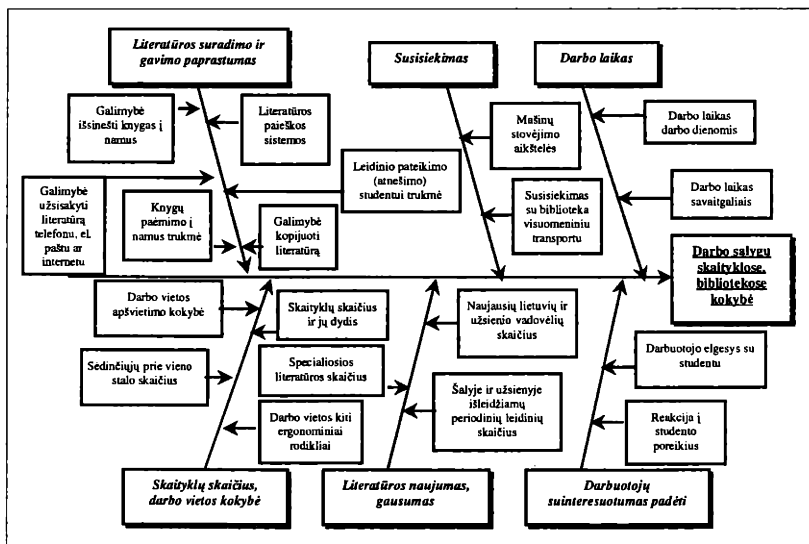 Literatūros suradimo ir
gavimo paprastumas
Susisiekimas
Darbo laikas
Galimybė
išsinešti knygas į
namus
Literatūros
paieškos
sistemos
Mašinų
stovėjimo
aikštelės
Darbo laikas
darbo dienomis
Galimybė
užsisakyti
literatūrą
telefonu, el.
paštu ar
internetu
Knygų
paėmimo į
namus trukmė
Leidinio pateikimo
(atnešimo)
studentui trukmė
Galimybė
kopijuoti
literatūrą
Susisiekimas
su biblioteka
visuomeniniu
transportu
Darbo laikas
savaitgaliais
Darbo sąlygų
skaityklose,
bibliotekose
kokybė
Darbo vietos
apšvietimo kokybė
Skaityklų skaičius
ir jų dydis
Naujausių lietuvių ir
užsienio vadovėlių
skaičius
Sėdinčiųjų prie vieno
stalo skaičius
Specialiosios
literatūros skaičius
Darbuotojo elgesys su
studentu
Darbo vietos kiti
ergonominiai
rodikliai
Šalyje ir užsienyje
išleidžiamų
periodinių leidinių
skaičius
Reakcija į
studento
poreikius
Skaityklų skaičius,
darbo vietos kokybė
Literatūros naujumas,
gausumas
Darbuotojų
suinteresuotumas padėti